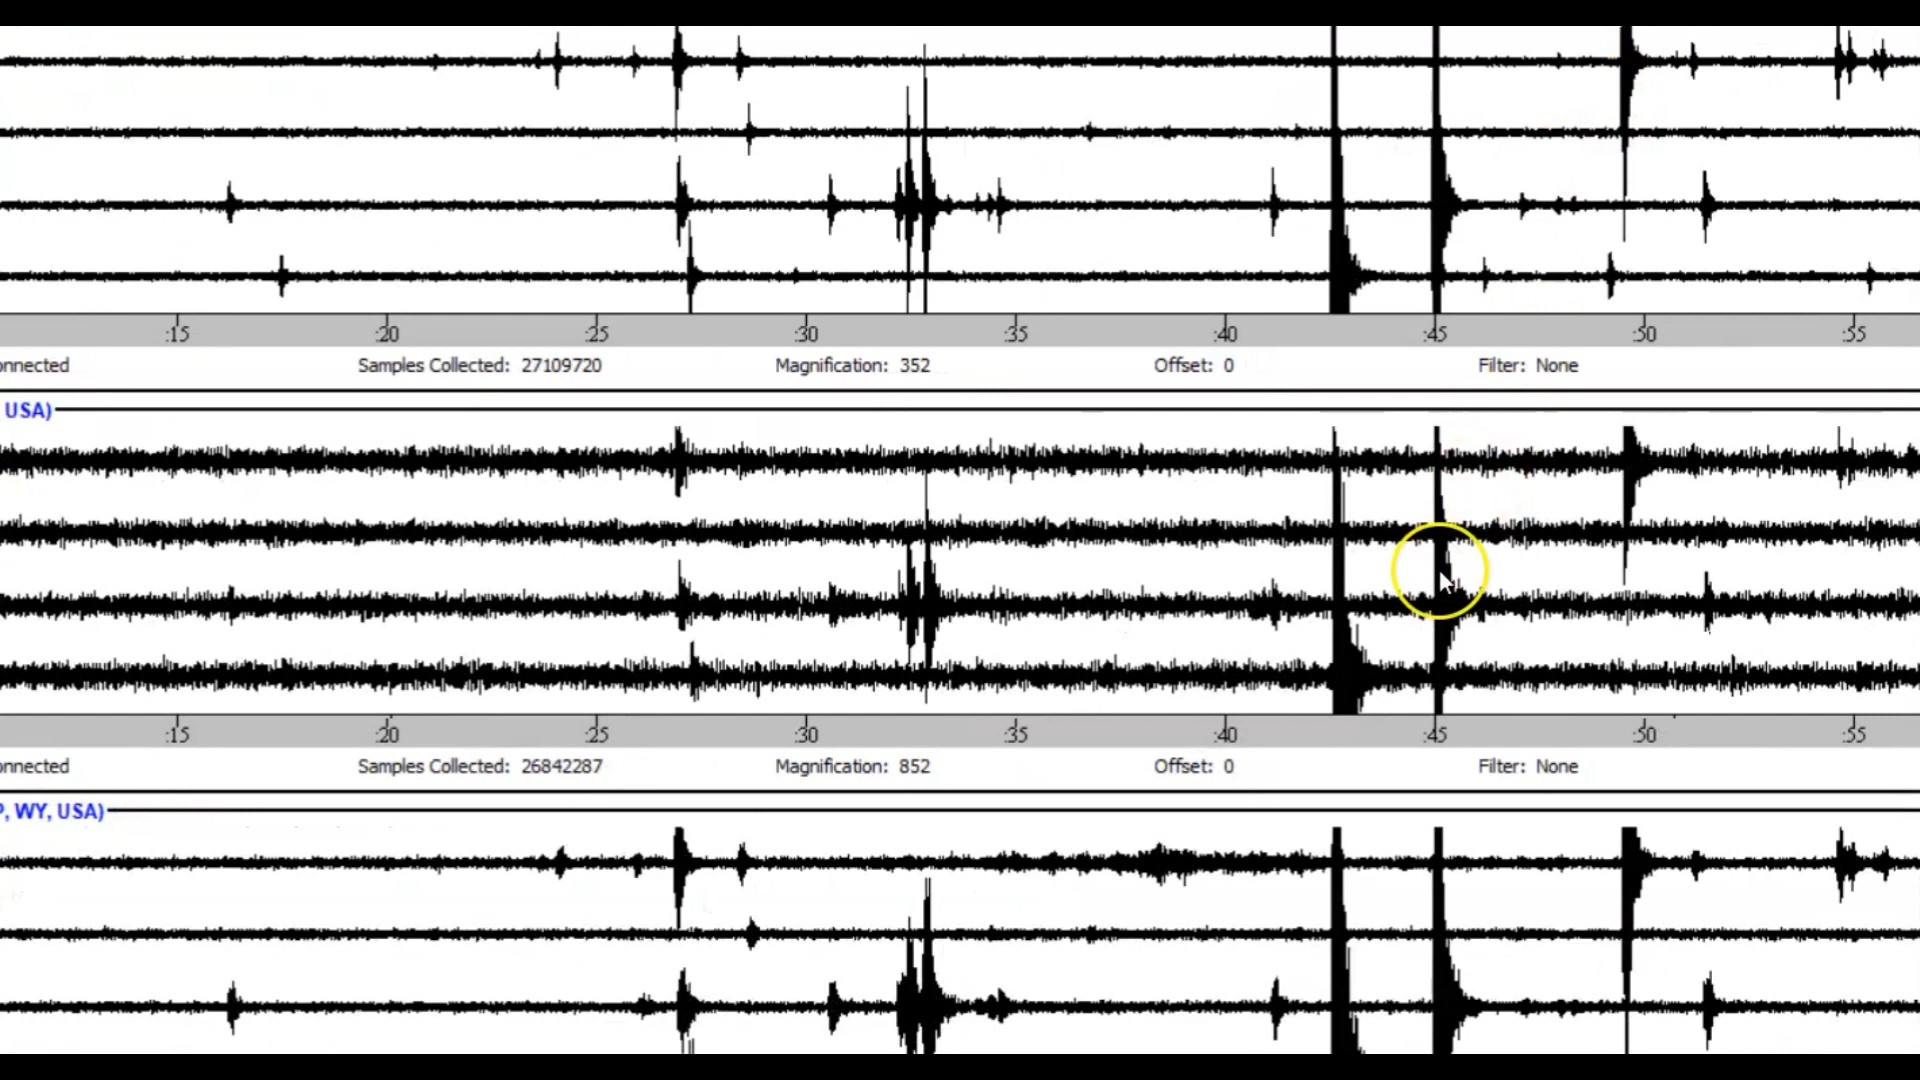 :15 :20 :25 :30 :35 :40 :45 :50 :55
onnected Samples Collected: 27109720 Magnification: 352 Offset: 0 Filter: None
USA)
:15 :20 :25 :30 :35 :40 :45 :50 :55
onnected Samples Collected: 26842287 Magnification: 852 Offset: 0 Filter: None
P, WY, USA)